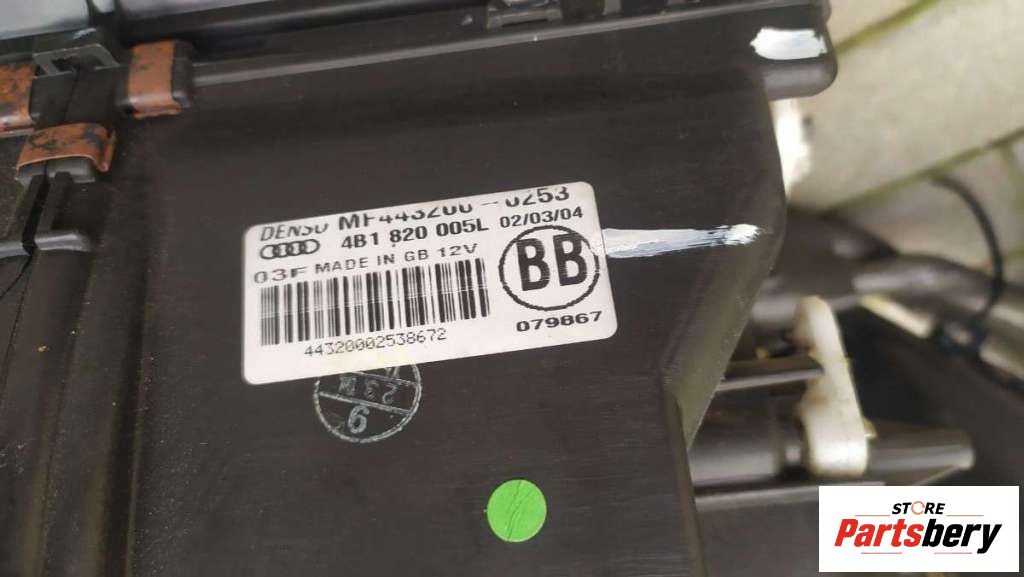 DENSO MF443200-0253
4B1 820 005L 02/03/04
03F MADE IN GB 12V
BB
44320002538672
079867
9
STORE
Partsbery